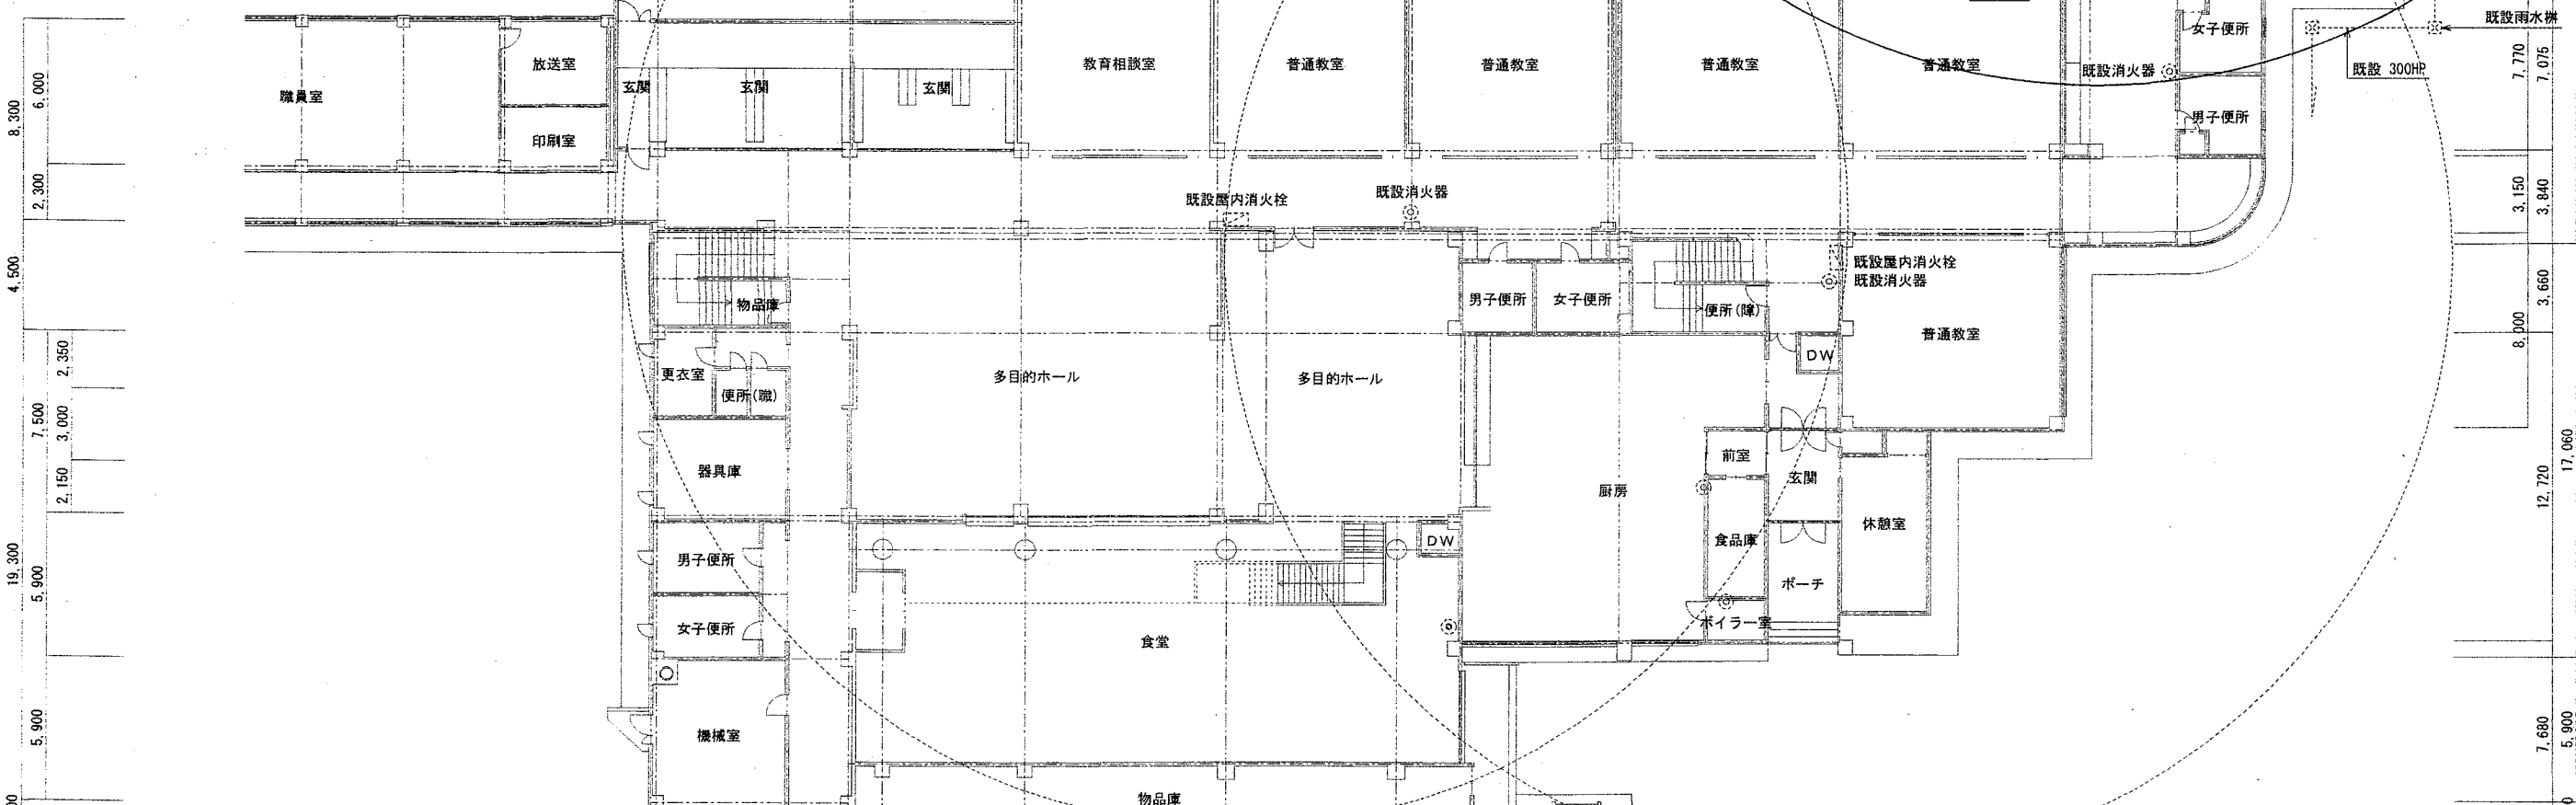 既設雨水桝
女子便所
放送室
教育相談室
普通教室
普通教室
普通教室
普通教室
既設消火器
既設 300HP
7,770
7,075
6,000
玄関
玄関
玄関
職員室
8,300
男子便所
印刷室
2,300
既設屋内消火栓
既設消火器
3,150
3,840
4,500
既設屋内消火栓
既設消火器
物品庫
男子便所
女子便所
便所(障)
3,660
8,000
普通教室
2,350
DW
更衣室
多目的ホール
多目的ホール
便所(職)
7,500
3,000
2,150
器具庫
前室
玄関
17,060
厨房
12,720
休憩室
19,300
5,900
男子便所
DW
食品庫
ポーチ
女子便所
食堂
ボイラー室
5,900
機械室
7,680
5,900
物品庫